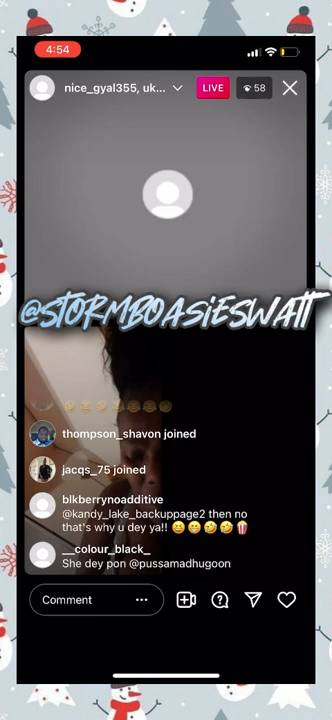 4:54
nice_gyal355, uk...
LIVE
58
@STORMBOASIESWATT
thompson_shavon joined
jacqs_75 joined
blkberrynoadditive
@kandy_lake_backuppage2 then no
that's why u dey ya!! 😆😆🤣🤣🍿
__colour_black_
She dey pon @pussamadhugoon
Comment